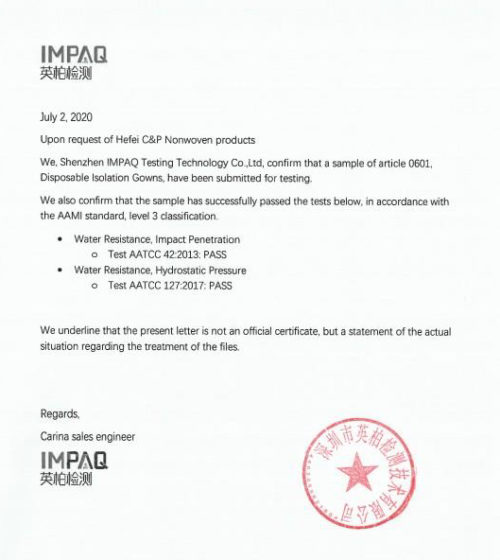 IMPAQ
英柏检测
July 2, 2020
Upon request of Hefei C&P Nonwoven products
We, Shenzhen IMPAQ Testing Technology Co.,Ltd, confirm that a sample of article 0601,
Disposable Isolation Gowns, have been submitted for testing.
We also confirm that the sample has successfully passed the tests below, in accordance with
the AAMI standard, level 3 classification.
• Water Resistance, Impact Penetration
o Test AATCC 42:2013: PASS
• Water Resistance, Hydrostatic Pressure
o Test AATCC 127:2017: PASS
We underline that the present letter is not an official certificate, but a statement of the actual
situation regarding the treatment of the files.
Regards,
Carina sales engineer
IMPAQ
英柏检测
深圳市英柏检测技术有限公司